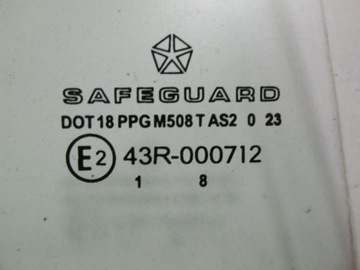 SAFEGUARD
DOT 18 PPG M508 T AS2 0 23
E2 43R-000712
1 8